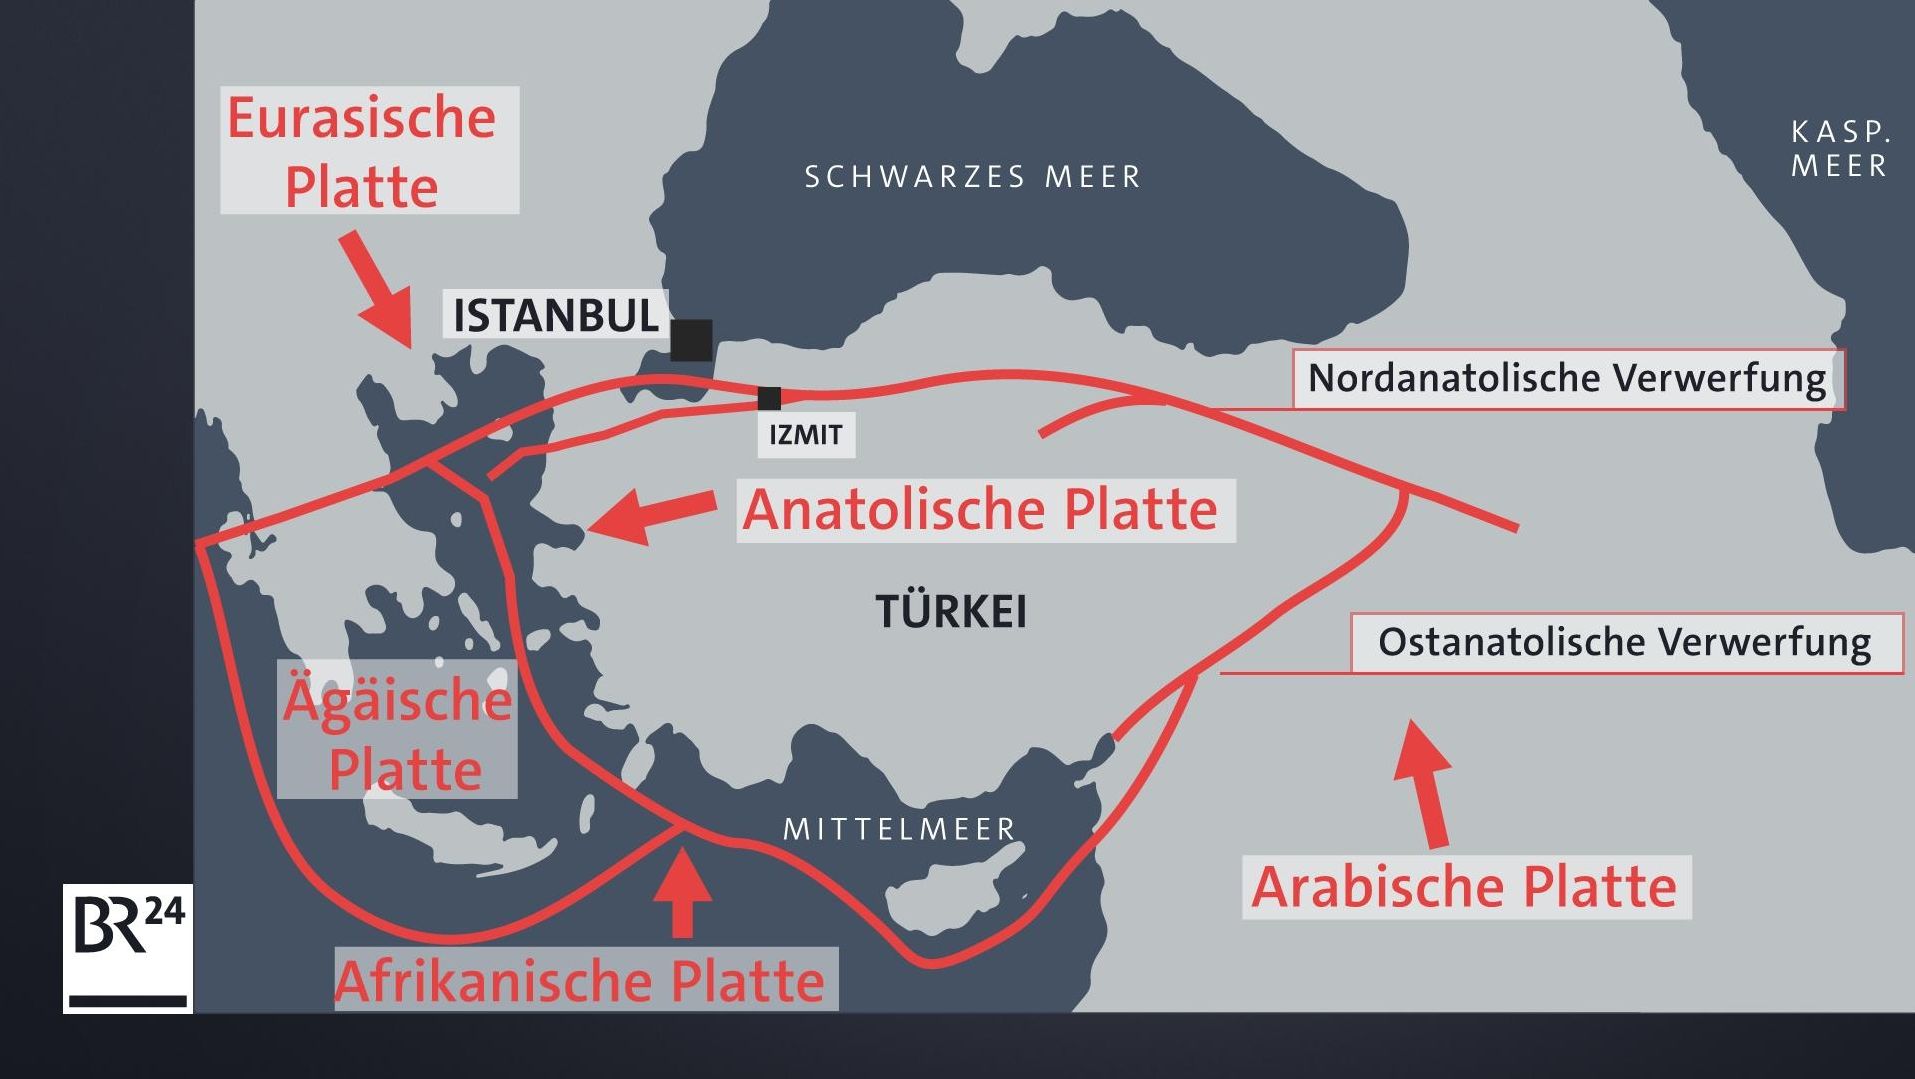 Eurasische
Platte
SCHWARZES MEER
KASP.
MEER
ISTANBUL
Nordanatolische Verwerfung
IZMIT
Anatolische Platte
TÜRKEI
Ostanatolische Verwerfung
Ägäische
Platte
MITTELMEER
Arabische Platte
BR24
Afrikanische Platte